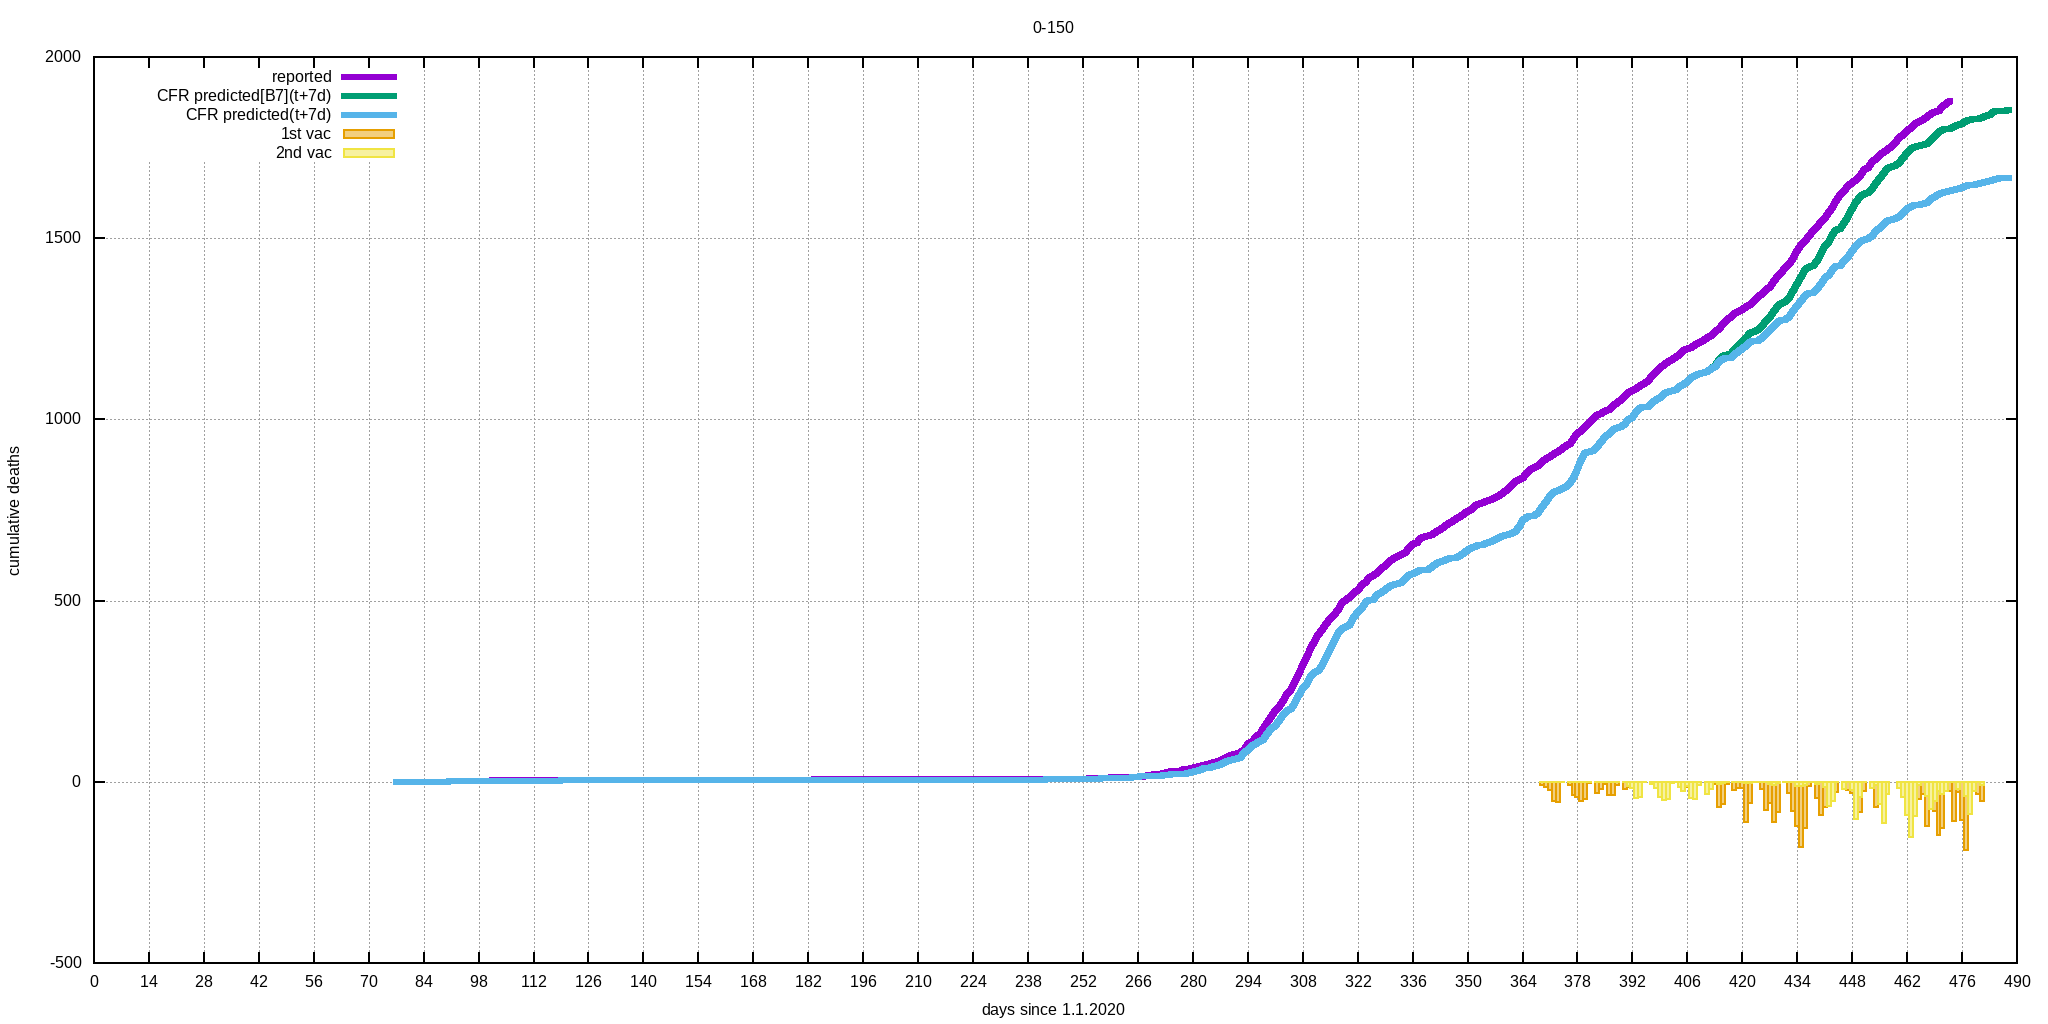 0-150
2000
1500
1000
500
0
-500
cumulative deaths
reported
CFR predicted[B7](t+7d)
CFR predicted(t+7d)
1st vac
2nd vac
0 14 28 42 56 70 84 98 112 126 140 154 168 182 196 210 224 238 252 266 280 294 308 322 336 350 364 378 392 406 420 434 448 462 476 490
days since 1.1.2020